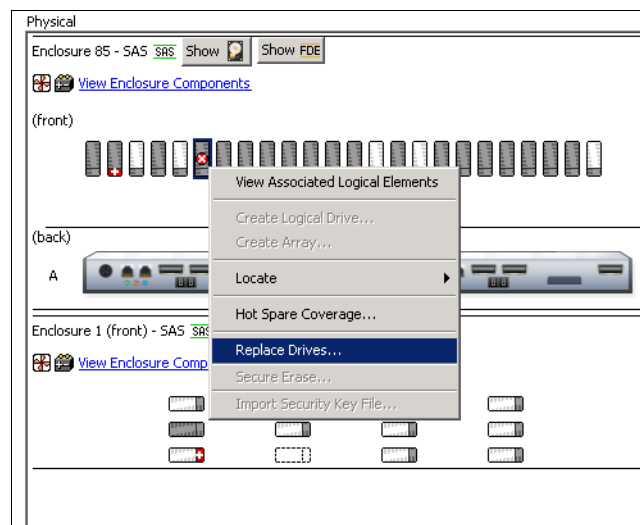 Physical
Enclosure 85 - SAS SAS Show Show FDE
View Enclosure Components
(front)
View Associated Logical Elements
Create Logical Drive...
Create Array...
(back)
A
Locate
Hot Spare Coverage...
Enclosure 1 (front) - SAS SAS
Replace Drives...
View Enclosure Comp
Secure Erase...
Import Security Key File...